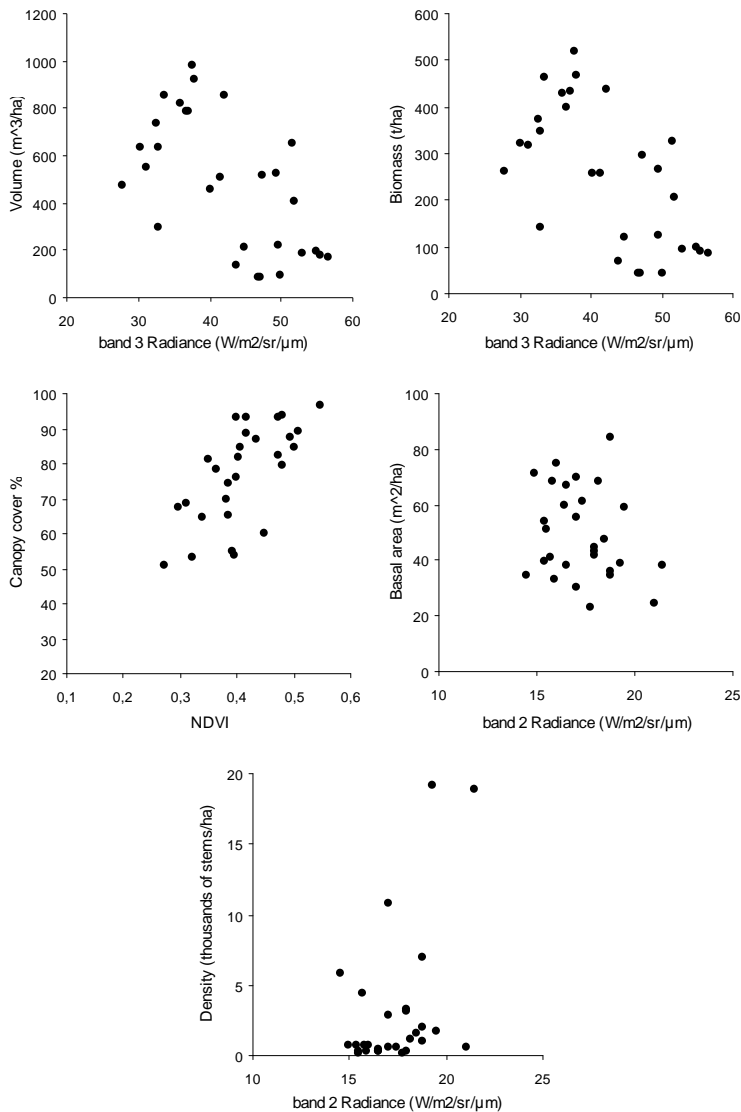 1200
1000
800
600
400
200
0
Volume (m^3/ha)
20 30 40 50 60
band 3 Radiance (W/m2/sr/µm)
600
500
400
300
200
100
0
Biomass (t/ha)
20 30 40 50 60
band 3 Radiance (W/m2/sr/µm)
100
90
80
70
60
50
40
30
20
Canopy cover %
0,1 0,2 0,3 0,4 0,5 0,6
NDVI
100
80
60
40
20
0
Basal area (m^2/ha)
10 15 20 25
band 2 Radiance (W/m2/sr/µm)
20
15
10
5
0
Density (thousands of stems/ha)
10 15 20 25
band 2 Radiance (W/m2/sr/µm)